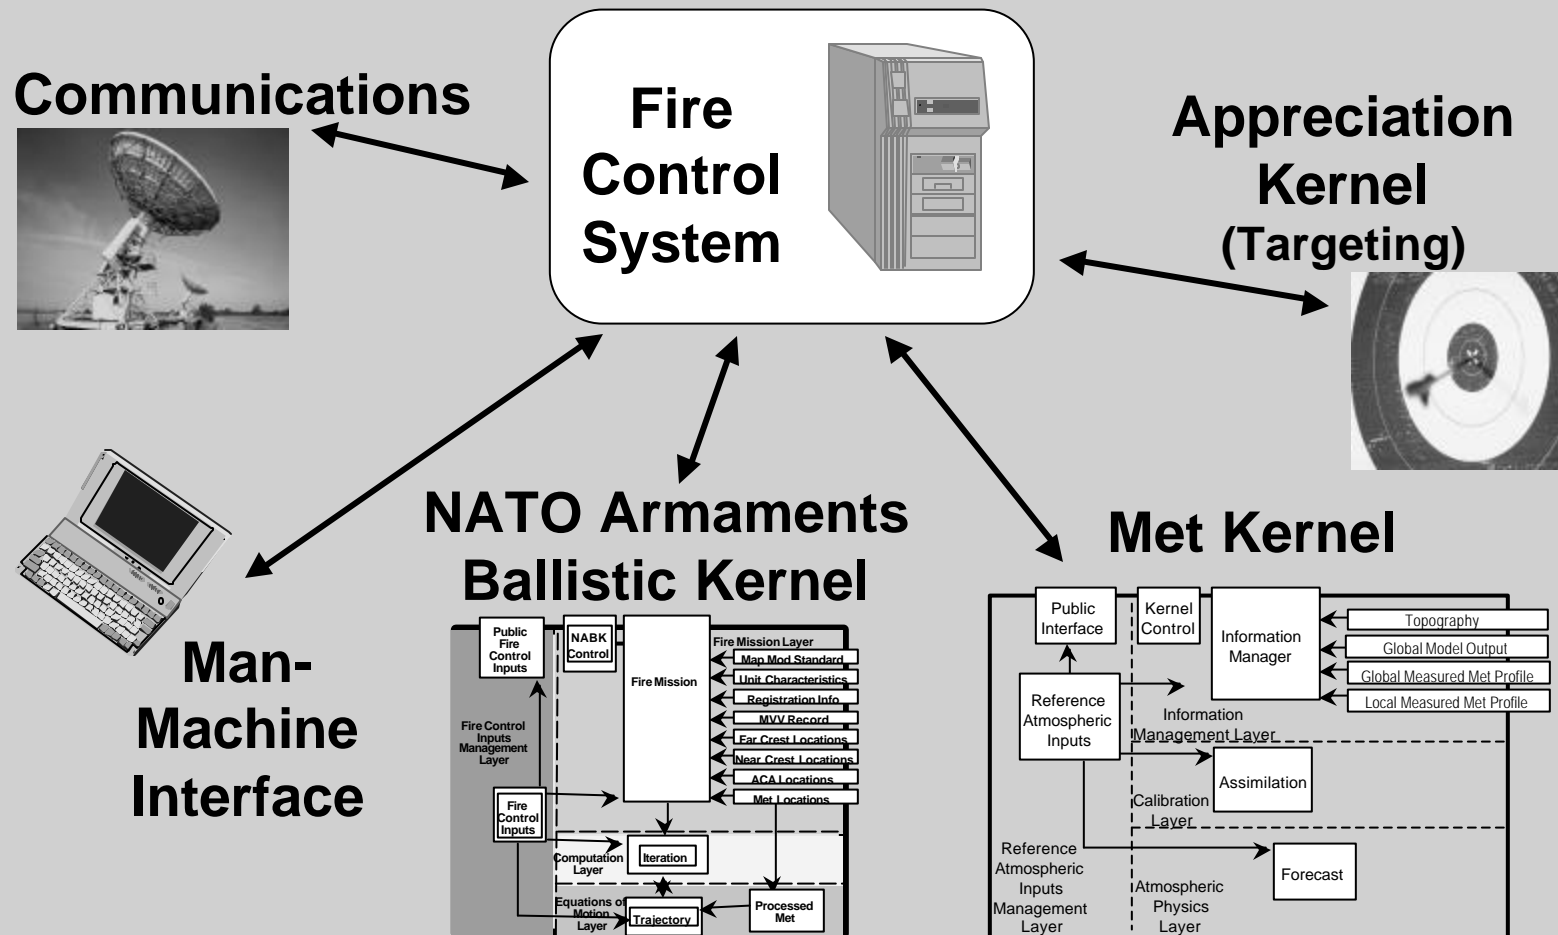 Communications
Fire
Control
System
Appreciation
Kernel
(Targeting)
Man-
Machine
Interface
NATO Armaments
Ballistic Kernel
Public
Fire
Control
Inputs
NABK
Control
Fire Mission
Fire Mission Layer
Map Mod Standard
Unit Characteristics
Registration Info
MVV Record
Far Crest Locations
Near Crest Locations
ACA Locations
Met Locations
Fire Control
Inputs
Management
Layer
Fire
Control
Inputs
Computation
Layer
Iteration
Equations of
Motion
Layer
Trajectory
Processed
Met
Met Kernel
Public
Interface
Kernel
Control
Information
Manager
Topography
Global Model Output
Global Measured Met Profile
Local Measured Met Profile
Reference
Atmospheric
Inputs
Information
Management Layer
Assimilation
Calibration
Layer
Reference
Atmospheric
Inputs
Management
Layer
Atmospheric
Physics
Layer
Forecast